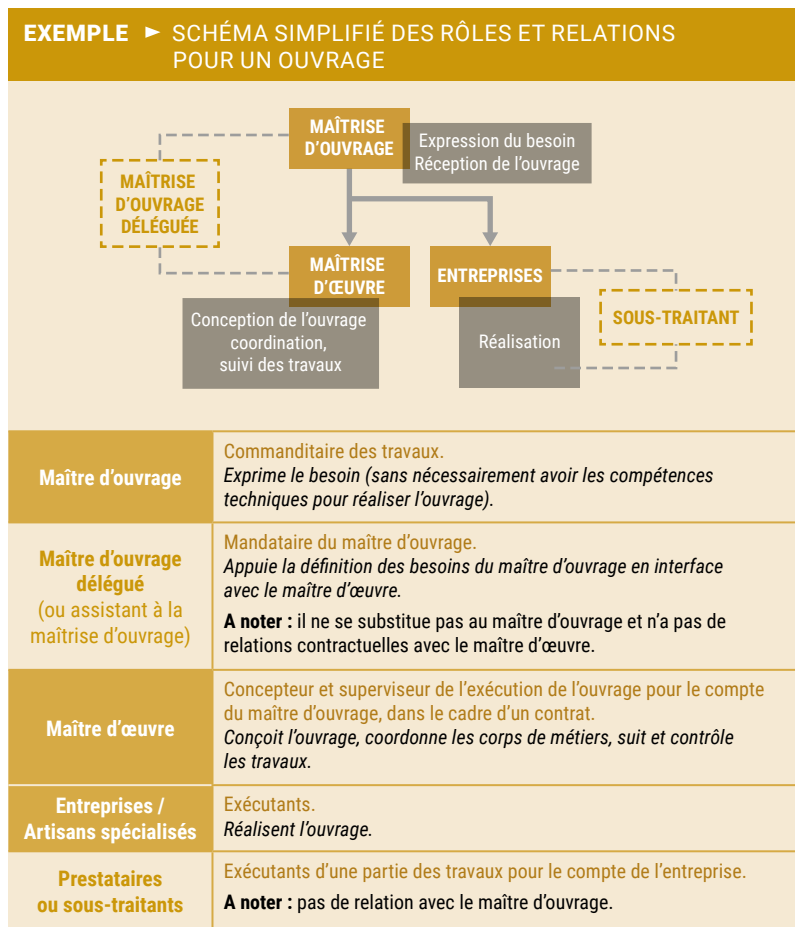 EXEMPLE ► SCHÉMA SIMPLIFIÉ DES RÔLES ET RELATIONS
POUR UN OUVRAGE
MAÎTRISE
D'OUVRAGE
Expression du besoin
Réception de l'ouvrage
MAÎTRISE
D'OUVRAGE
DÉLÉGUÉE
MAÎTRISE
D'ŒUVRE
Conception de l'ouvrage
coordination,
suivi des travaux
ENTREPRISES
Réalisation
SOUS-TRAITANT
Maître d'ouvrage
Commanditaire des travaux.
Exprime le besoin (sans nécessairement avoir les compétences
techniques pour réaliser l'ouvrage).
Maître d'ouvrage
délégué
(ou assistant à la
maîtrise d'ouvrage)
Mandataire du maître d'ouvrage.
Appuie la définition des besoins du maître d'ouvrage en interface
avec le maître d'œuvre.
A noter : il ne se substitue pas au maître d'ouvrage et n'a pas de
relations contractuelles avec le maître d'œuvre.
Maître d'œuvre
Concepteur et superviseur de l'exécution de l'ouvrage pour le compte
du maître d'ouvrage, dans le cadre d'un contrat.
Conçoit l'ouvrage, coordonne les corps de métiers, suit et contrôle
les travaux.
Entreprises /
Artisans spécialisés
Exécutants.
Réalisent l'ouvrage.
Prestataires
ou sous-traitants
Exécutants d'une partie des travaux pour le compte de l'entreprise.
A noter : pas de relation avec le maître d'ouvrage.